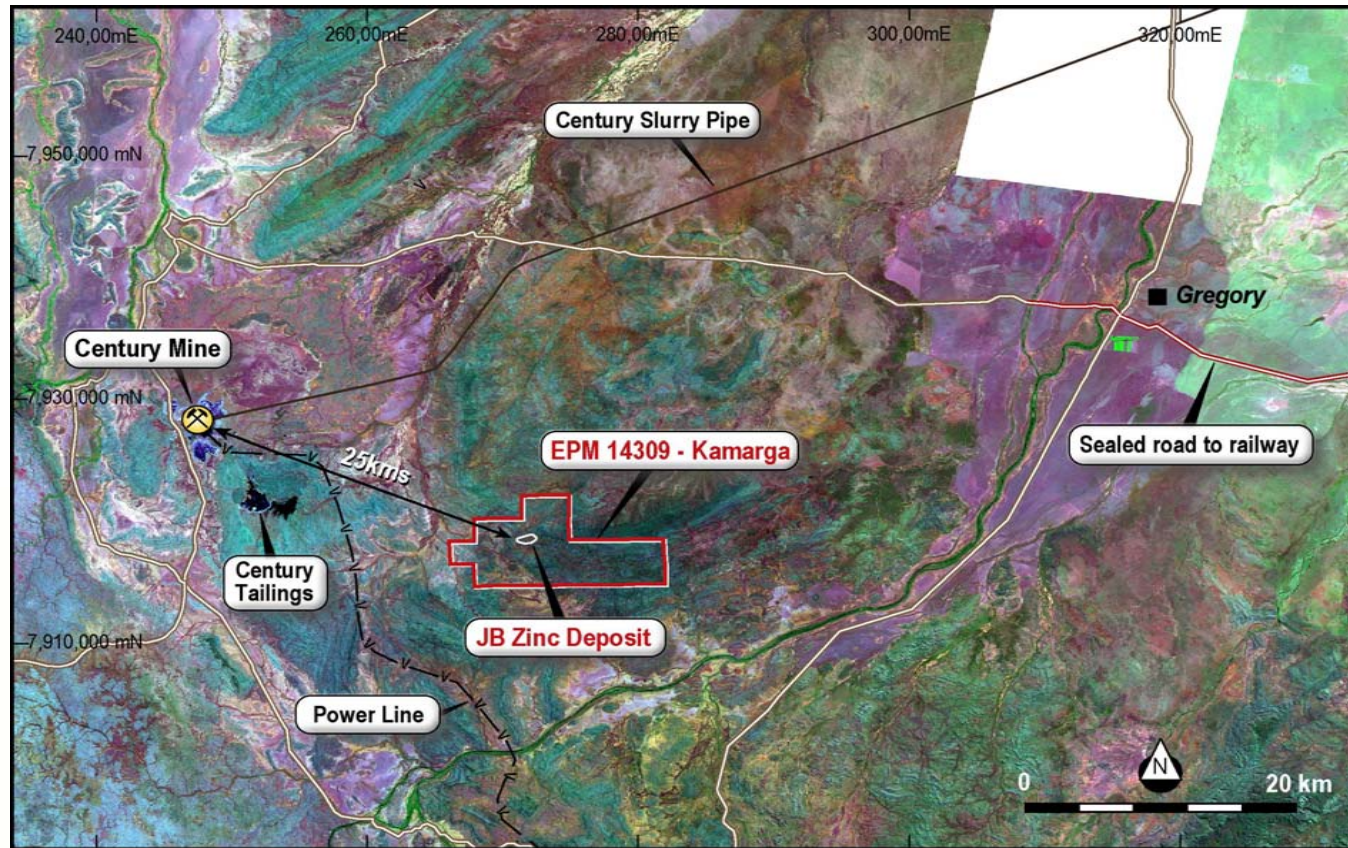 240,00mE
260,00mE
280,00mE
300,00mE
320,00mE
Century Slurry Pipe
7,950,000 mN
Gregory
Century Mine
7,930,000 mN
Sealed road to railway
25kms
EPM 14309 - Kamarga
Century
Tailings
JB Zinc Deposit
7,910,000 mN
Power Line
N
0
20 km